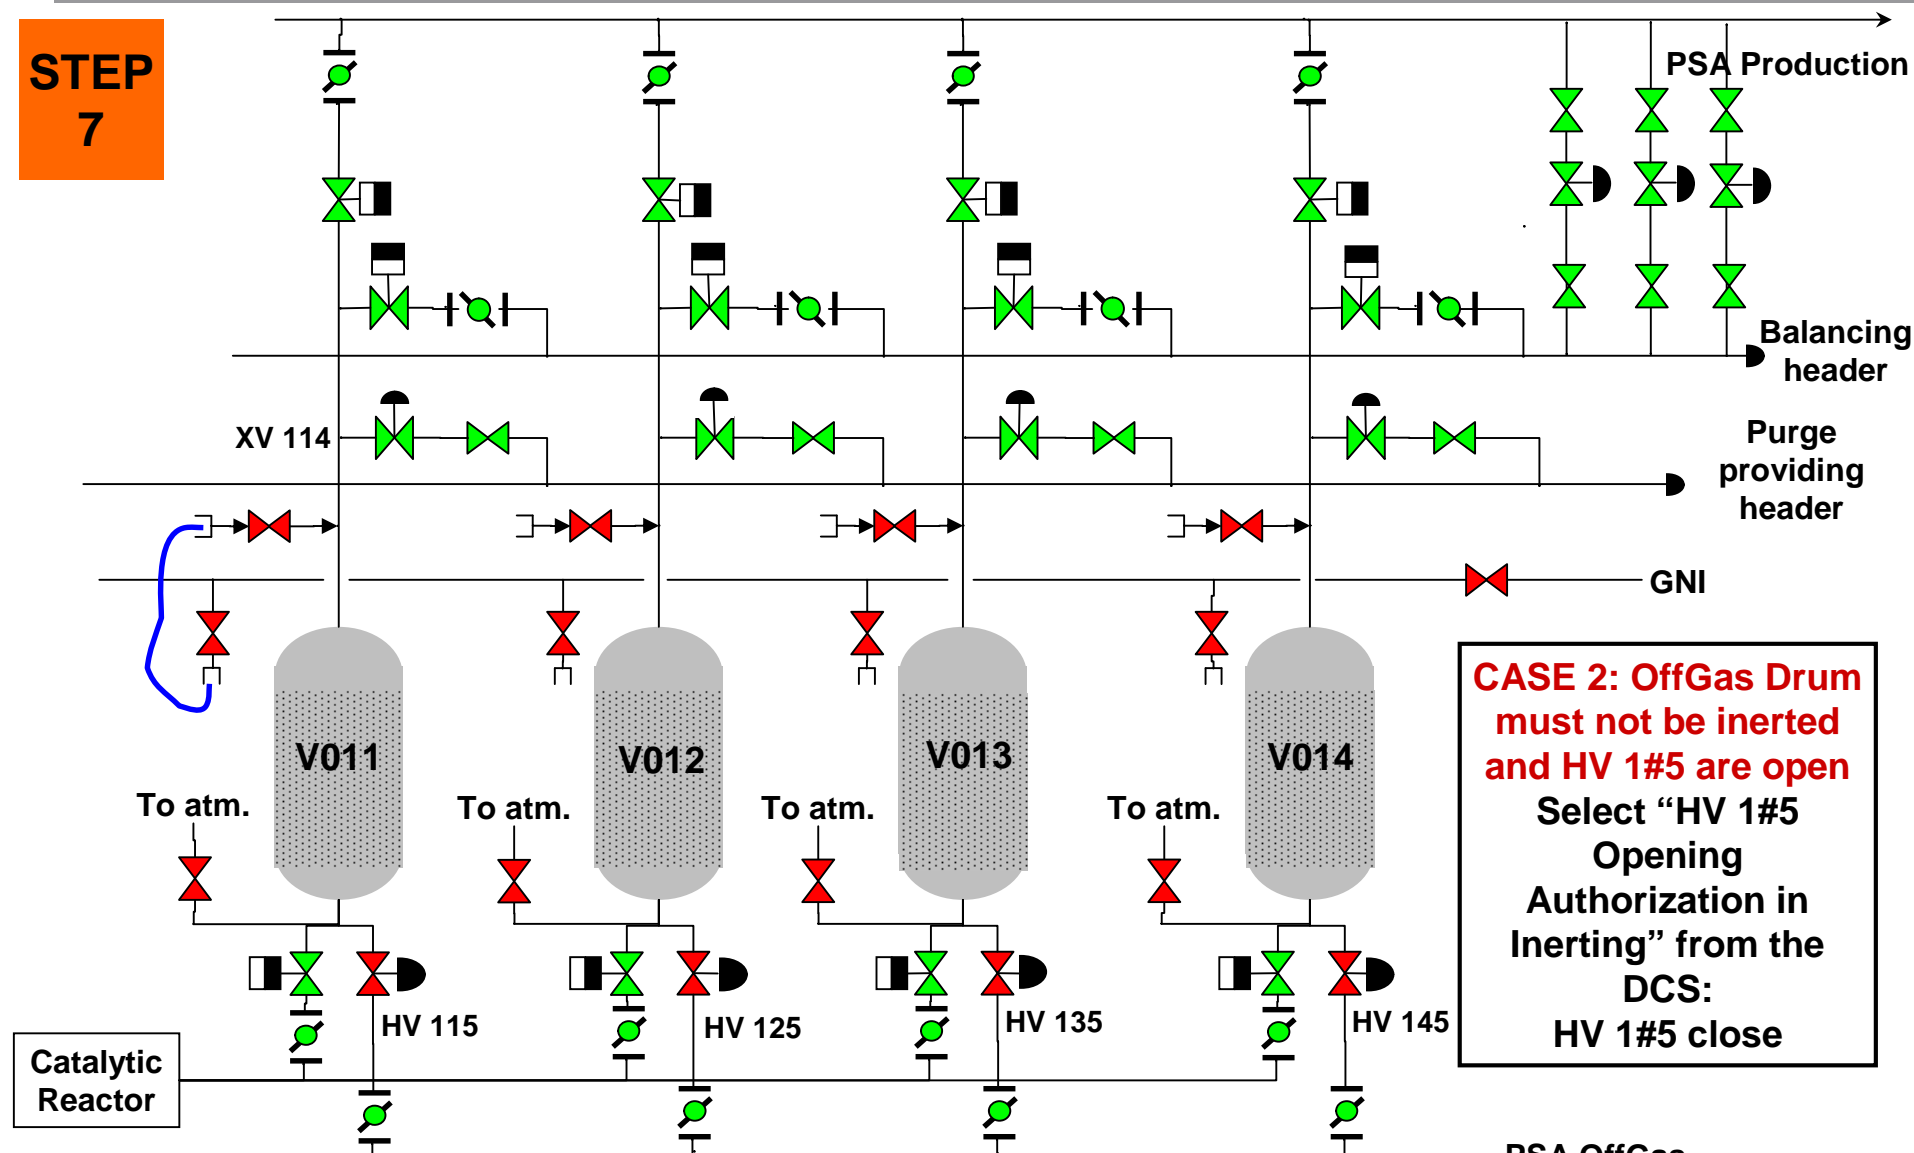 STEP
7
PSA Production
Balancing
header
XV 114
Purge
providing
header
GNI
CASE 2: OffGas Drum
must not be inerted
and HV 1#5 are open
Select “HV 1#5
Opening
Authorization in
Inerting” from the
DCS:
HV 1#5 close
V011
V012
V013
V014
To atm.
To atm.
To atm.
To atm.
HV 115
HV 125
HV 135
HV 145
Catalytic
Reactor
PSA OffGas